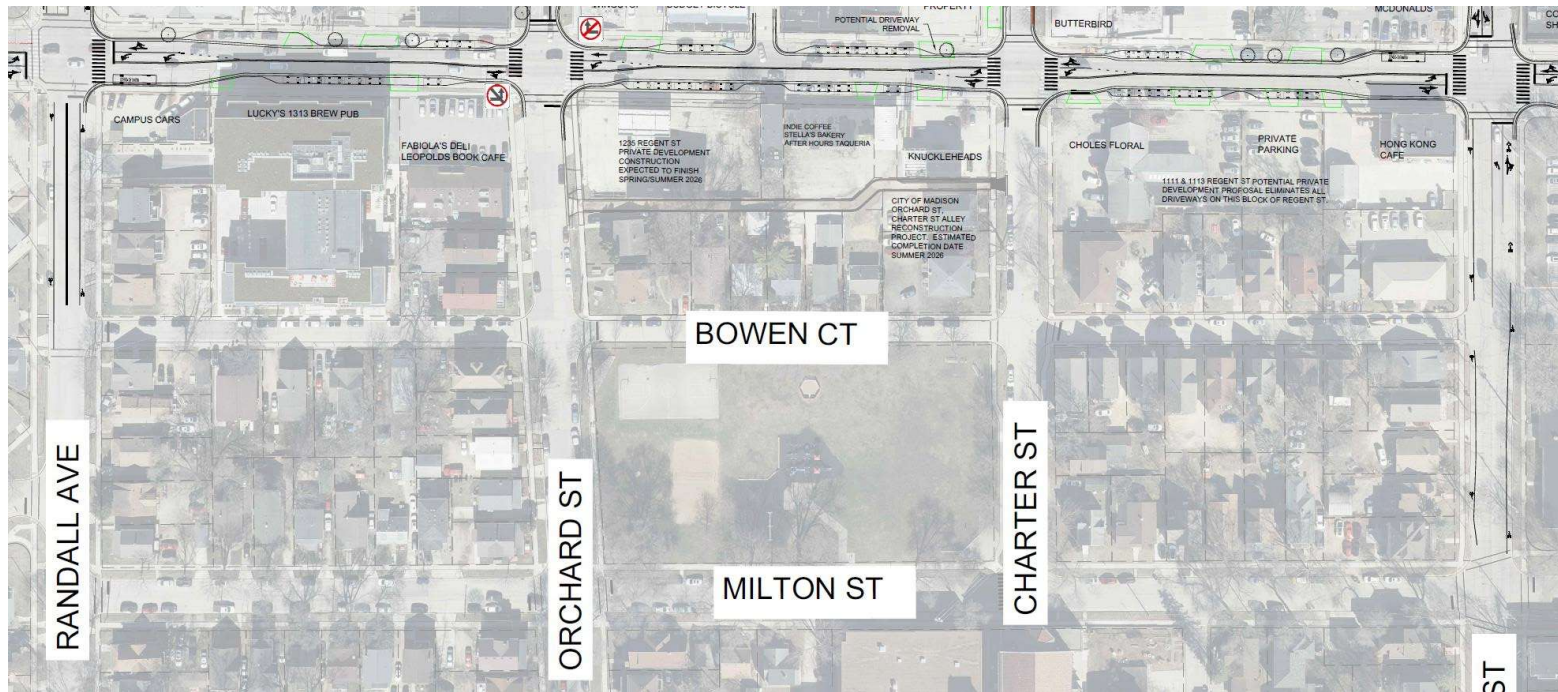 PROPERTY
MCDONALDS
POTENTIAL DRIVEWAY
REMOVAL
BUTTERBIRD
CAMPUS CARS
LUCKY'S 1313 BREW PUB
FABIOLA'S DELI
LEOPOLDS BOOK CAFE
1235 REGENT ST
PRIVATE DEVELOPMENT
CONSTRUCTION
EXPECTED TO FINISH
SPRING/SUMMER 2026
INDIE COFFEE
STELLA'S BAKERY
AFTER HOURS TAQUERIA
KNUCKLEHEADS
CHOLES FLORAL
PRIVATE
PARKING
HONG KONG
CAFE
1111 & 1113 REGENT ST POTENTIAL PRIVATE
DEVELOPMENT PROPOSAL ELIMINATES ALL
DRIVEWAYS ON THIS BLOCK OF REGENT ST.
CITY OF MADISON
ORCHARD ST,
CHARTER ST ALLEY
RECONSTRUCTION
PROJECT. ESTIMATED
COMPLETION DATE
SUMMER 2026
BOWEN CT
RANDALL AVE
ORCHARD ST
CHARTER ST
MILTON ST
ST